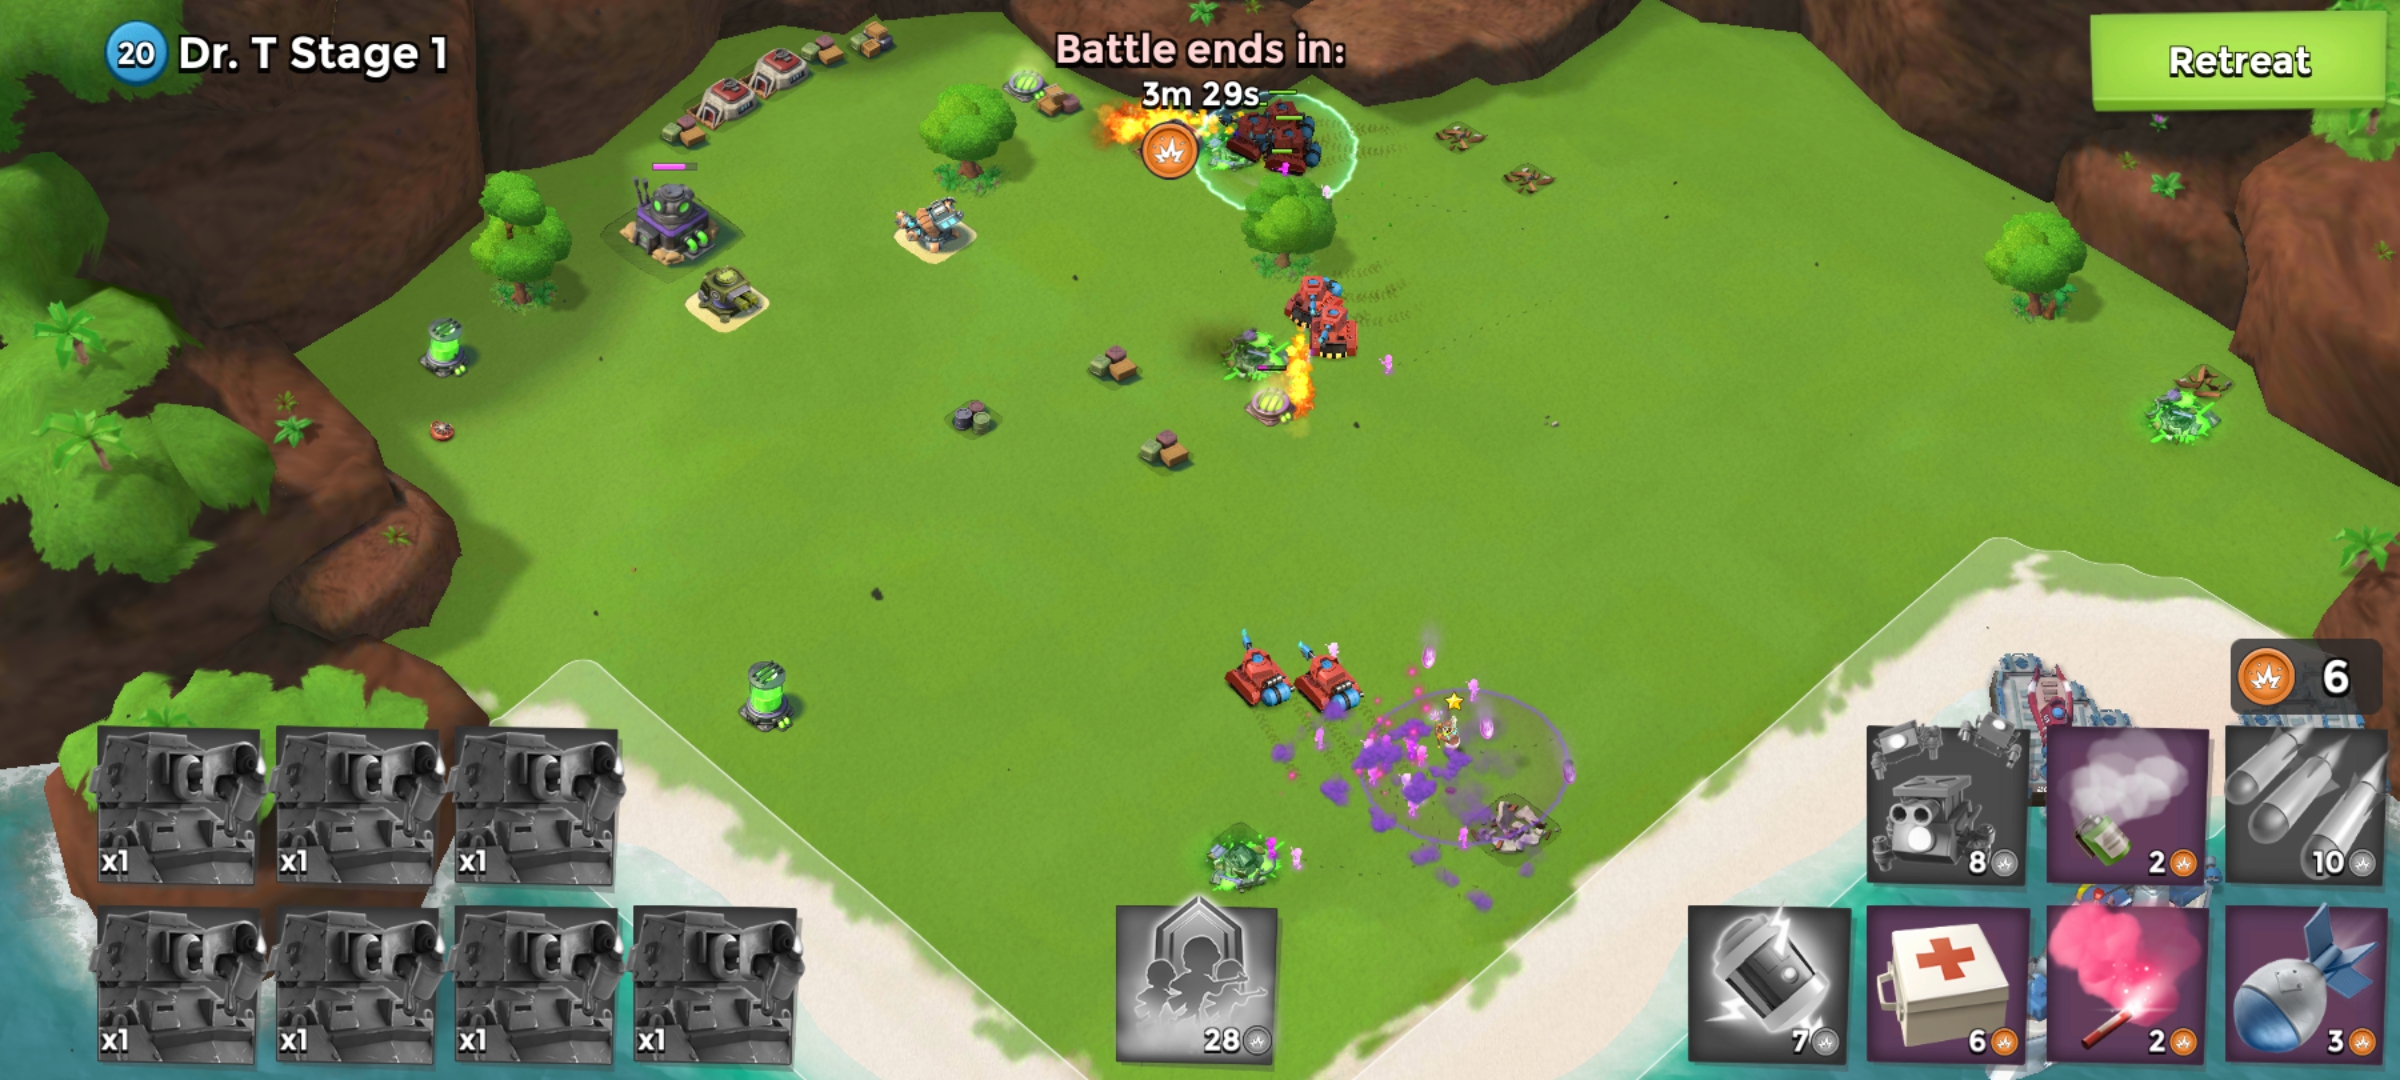 20 Dr. T Stage 1
Battle ends in:
3m 29s
Retreat
6
x1 x1 x1
8 2 10
x1 x1 x1 x1
28
7 6 2 3